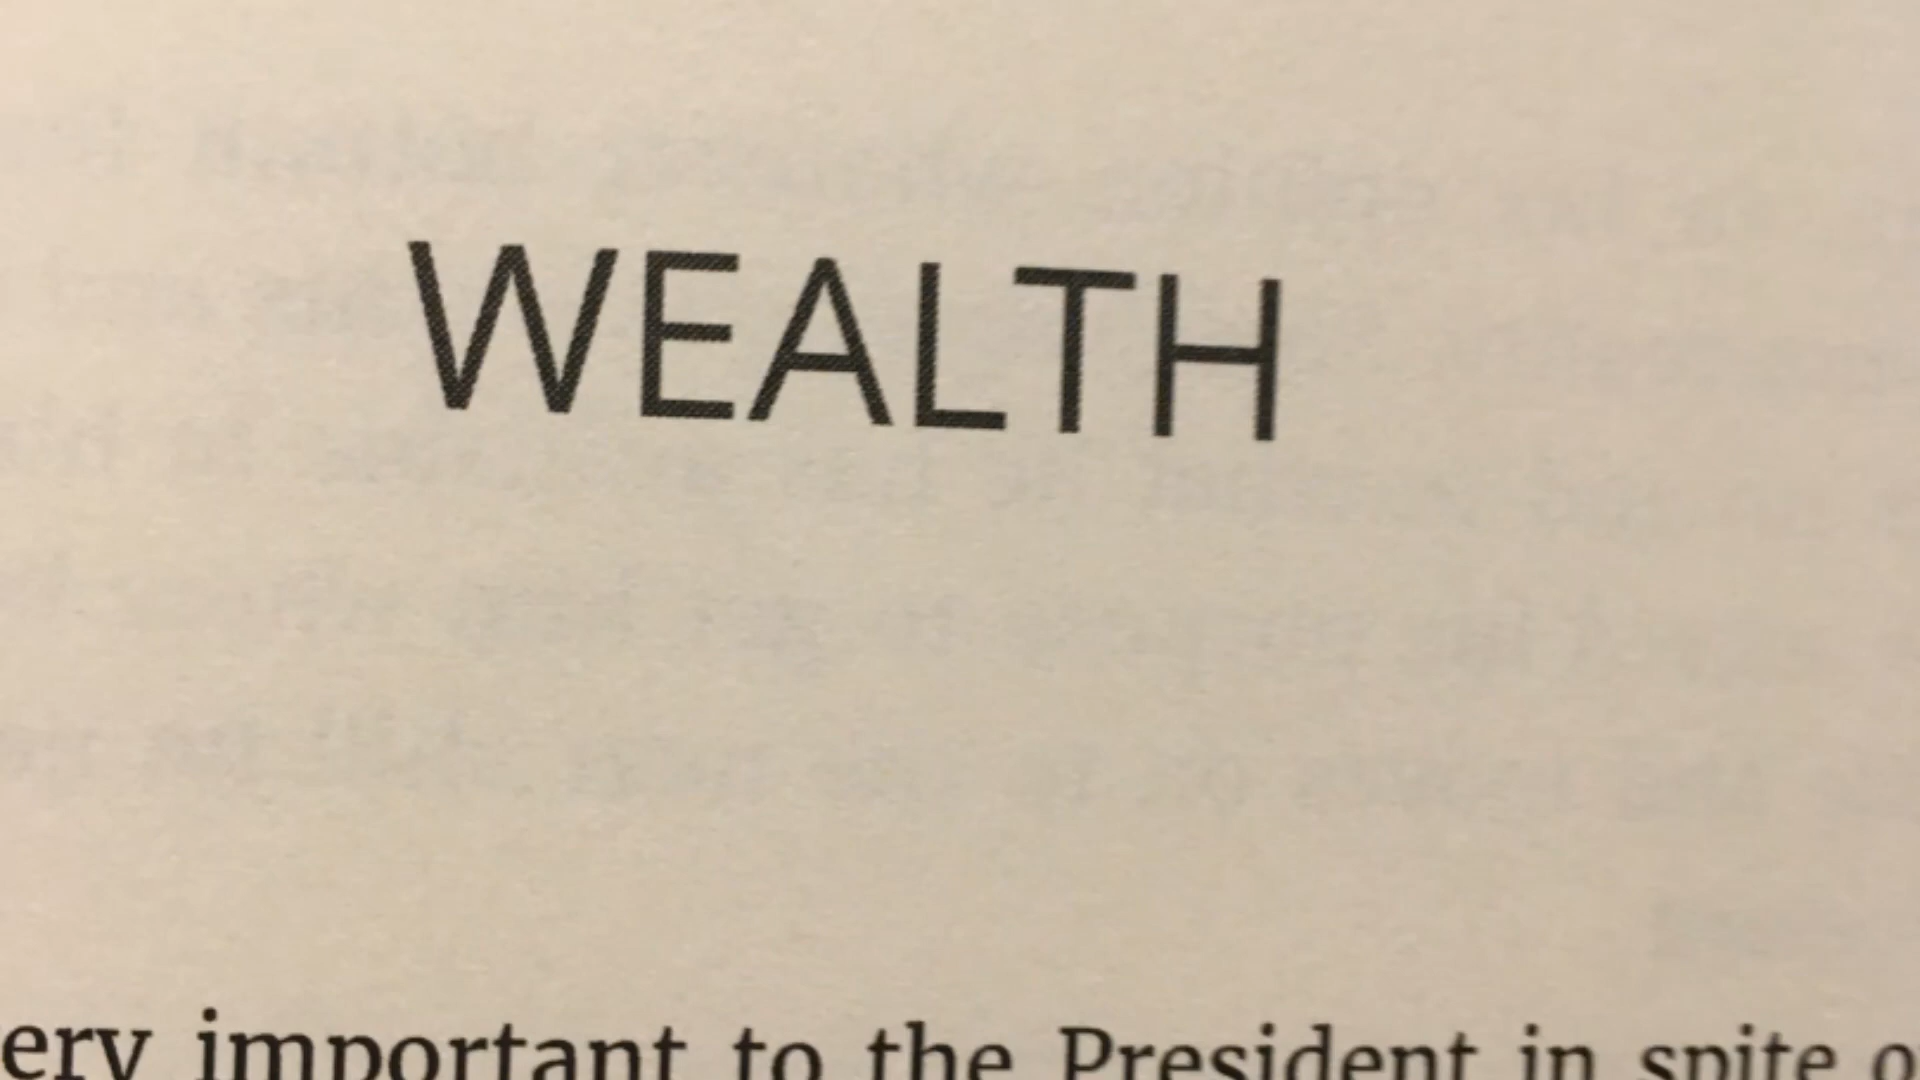 WEALTH
ery important to the President in spite o